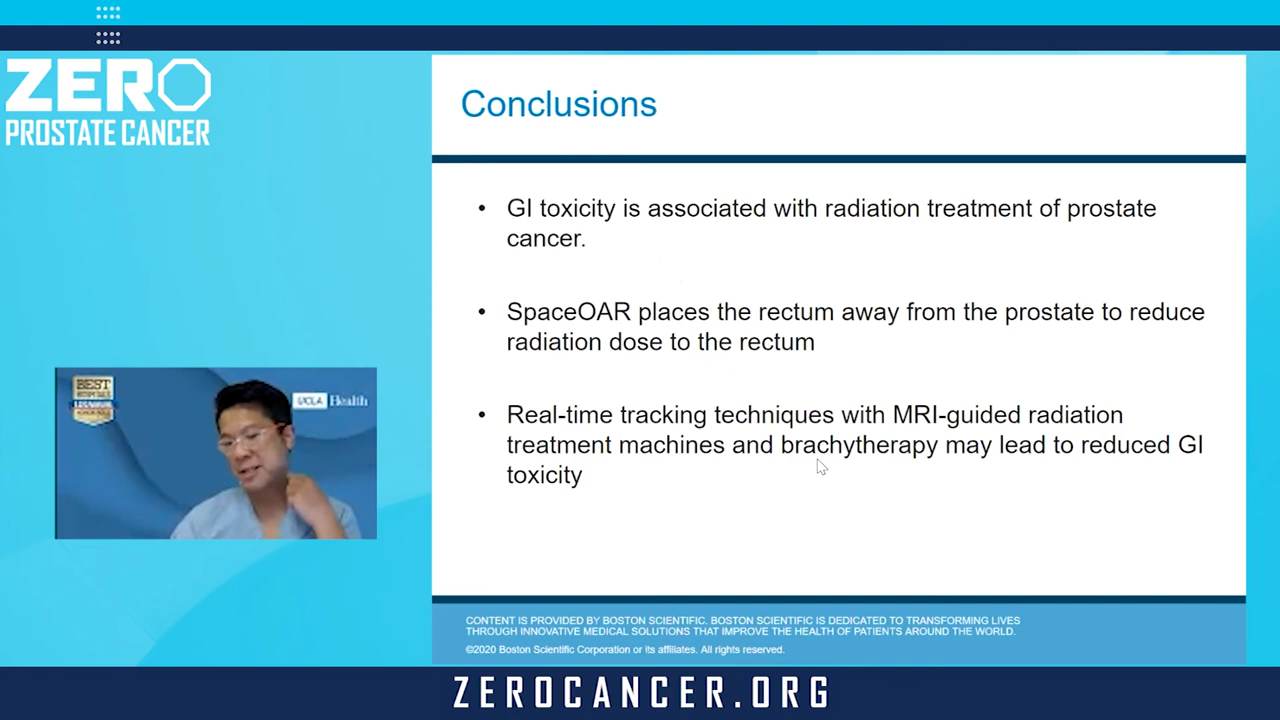 ZERO
PROSTATE CANCER
Conclusions
• GI toxicity is associated with radiation treatment of prostate
cancer.
• SpaceOAR places the rectum away from the prostate to reduce
radiation dose to the rectum
• Real-time tracking techniques with MRI-guided radiation
treatment machines and brachytherapy may lead to reduced GI
toxicity
BEST
HOSPITALS
UCLA Health
CONTENT IS PROVIDED BY BOSTON SCIENTIFIC. BOSTON SCIENTIFIC IS DEDICATED TO TRANSFORMING LIVES
THROUGH INNOVATIVE MEDICAL SOLUTIONS THAT IMPROVE THE HEALTH OF PATIENTS AROUND THE WORLD.
©2020 Boston Scientific Corporation or its affiliates. All rights reserved.
ZEROCANCER.ORG